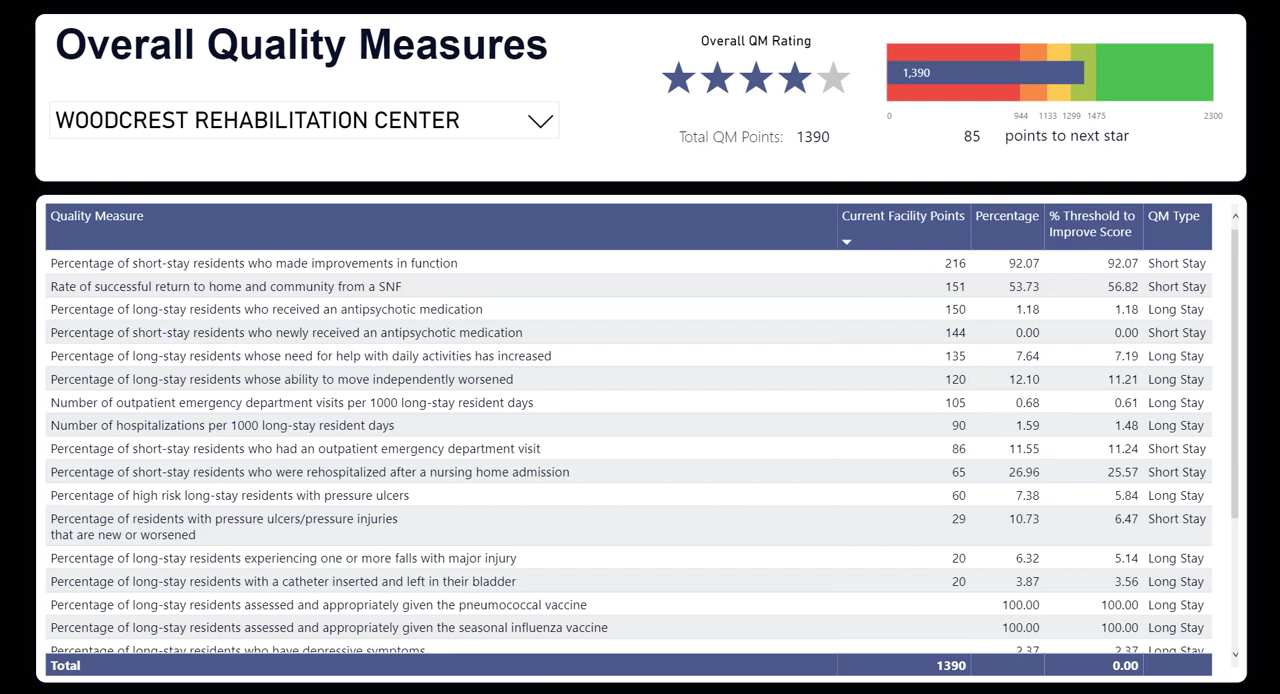 Overall Quality Measures
WOODCREST REHABILITATION CENTER
Overall QM Rating
Total QM Points: 1390
1,390
0 944 1133 1299 1475 2300
85 points to next star
Quality Measure Current Facility Points Percentage % Threshold to Improve Score QM Type
Percentage of short-stay residents who made improvements in function 216 92.07 92.07 Short Stay
Rate of successful return to home and community from a SNF 151 53.73 56.82 Short Stay
Percentage of long-stay residents who received an antipsychotic medication 150 1.18 1.18 Long Stay
Percentage of short-stay residents who newly received an antipsychotic medication 144 0.00 0.00 Short Stay
Percentage of long-stay residents whose need for help with daily activities has increased 135 7.64 7.19 Long Stay
Percentage of long-stay residents whose ability to move independently worsened 120 12.10 11.21 Long Stay
Number of outpatient emergency department visits per 1000 long-stay resident days 105 0.68 0.61 Long Stay
Number of hospitalizations per 1000 long-stay resident days 90 1.59 1.48 Long Stay
Percentage of short-stay residents who had an outpatient emergency department visit 86 11.55 11.24 Short Stay
Percentage of short-stay residents who were rehospitalized after a nursing home admission 65 26.96 25.57 Short Stay
Percentage of high risk long-stay residents with pressure ulcers 60 7.38 5.84 Long Stay
Percentage of residents with pressure ulcers/pressure injuries 29 10.73 6.47 Short Stay
that are new or worsened
Percentage of long-stay residents experiencing one or more falls with major injury 20 6.32 5.14 Long Stay
Percentage of long-stay residents with a catheter inserted and left in their bladder 20 3.87 3.56 Long Stay
Percentage of long-stay residents assessed and appropriately given the pneumococcal vaccine 100.00 100.00 Long Stay
Percentage of long-stay residents assessed and appropriately given the seasonal influenza vaccine 100.00 100.00 Long Stay
Percentage of long-stay residents who have depressive symptoms 2.37 2.37 Long Stay
Total 1390 0.00